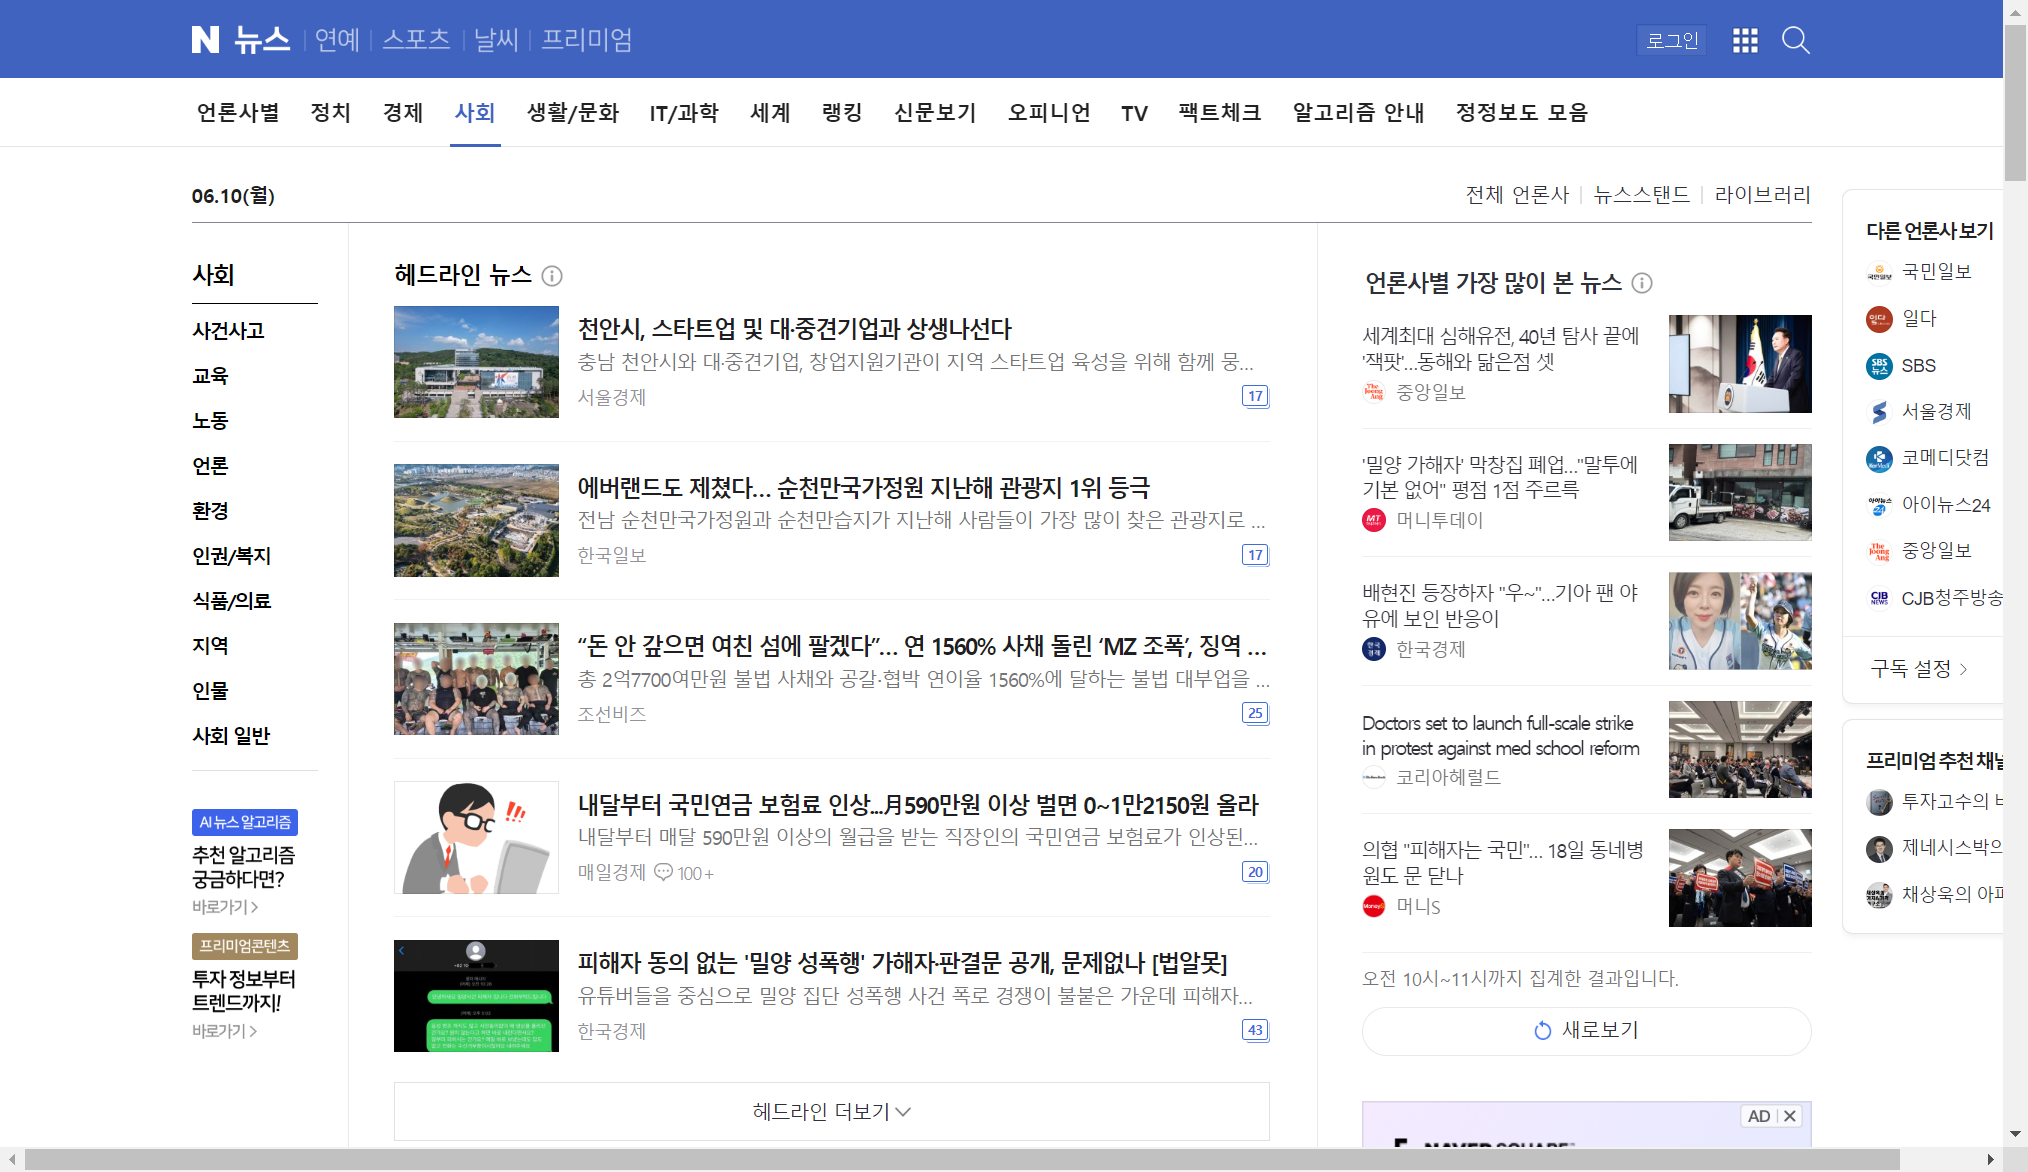 N 뉴스 연예 스포츠 날씨 프리미엄
로그인
언론사별 정치 경제 사회 생활/문화 IT/과학 세계 랭킹 신문보기 오피니언 TV 팩트체크 알고리즘 안내 정정보도 모음
06.10(월)
전체 언론사 뉴스스탠드 라이브러리
사회
사건사고
교육
노동
언론
환경
인권/복지
식품/의료
지역
인물
사회 일반
AI 뉴스 알고리즘
추천 알고리즘
궁금하다면?
바로가기
프리미엄콘텐츠
투자 정보부터
트렌드까지!
바로가기
헤드라인 뉴스
천안시, 스타트업 및 대·중견기업과 상생나선다
충남 천안시와 대·중견기업, 창업지원기관이 지역 스타트업 육성을 위해 함께 뭉...
서울경제
17
에버랜드도 제쳤다… 순천만국가정원 지난해 관광지 1위 등극
전남 순천만국가정원과 순천만습지가 지난해 사람들이 가장 많이 찾은 관광지로 ...
한국일보
17
“돈 안 갚으면 여친 섬에 팔겠다”… 연 1560% 사채 돌린 ‘MZ 조폭’, 징역 ...
총 2억7700여만원 불법 사채와 공갈·협박 연이율 1560%에 달하는 불법 대부업을 ...
조선비즈
25
내달부터 국민연금 보험료 인상...月590만원 이상 벌면 0~1만2150원 올라
내달부터 매달 590만원 이상의 월급을 받는 직장인의 국민연금 보험료가 인상된...
매일경제 100+
20
피해자 동의 없는 '밀양 성폭행' 가해자·판결문 공개, 문제없나 [법알못]
유튜버들을 중심으로 밀양 집단 성폭행 사건 폭로 경쟁이 불붙은 가운데 피해자...
한국경제
43
헤드라인 더보기
언론사별 가장 많이 본 뉴스
세계최대 심해유전, 40년 탐사 끝에
'잭팟'…동해와 닮은점 셋
중앙일보
'밀양 가해자' 막창집 폐업…"말투에
기본 없어" 평점 1점 주르륵
머니투데이
배현진 등장하자 "우~"…기아 팬 야
유에 보인 반응이
한국경제
Doctors set to launch full-scale strike
in protest against med school reform
코리아헤럴드
의협 "피해자는 국민"… 18일 동네병
원도 문 닫나
머니S
오전 10시~11시까지 집계한 결과입니다.
새로보기
AD
다른 언론사 보기
국민일보
일다
SBS
서울경제
코메디닷컴
아이뉴스24
중앙일보
CJB청주방송
구독 설정
프리미엄 추천 채널
투자고수의
제네시스박의
채상욱의